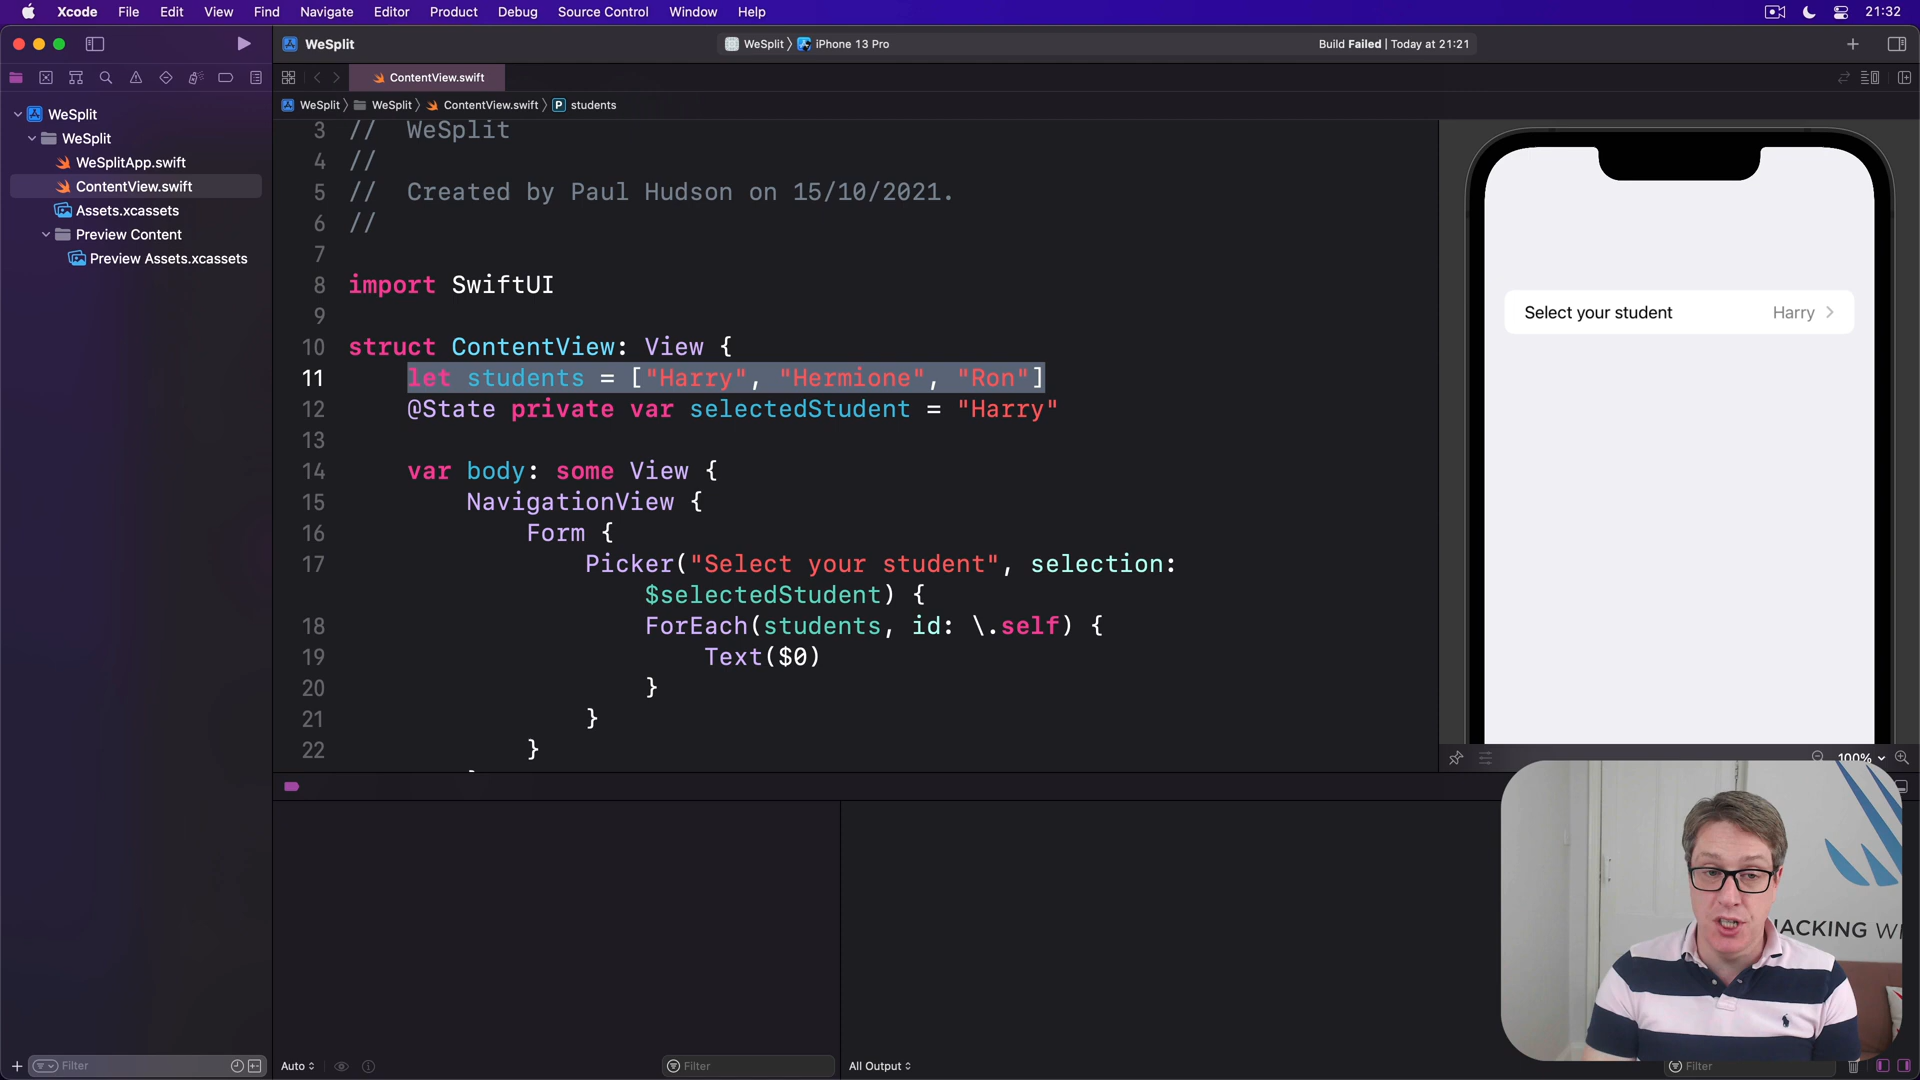 Xcode File Edit View Find Navigate Editor Product Debug Source Control Window Help 21:32
WeSplit WeSplit iPhone 13 Pro Build Failed | Today at 21:21
ContentView.swift
WeSplit WeSplit ContentView.swift P students
WeSplit
WeSplit
WeSplitApp.swift
ContentView.swift
Assets.xcassets
Preview Content
Preview Assets.xcassets
3 // WeSplit
4 //
5 // Created by Paul Hudson on 15/10/2021.
6 //
7
8 import SwiftUI
9
10 struct ContentView: View {
11 let students = ["Harry", "Hermione", "Ron"]
12 @State private var selectedStudent = "Harry"
13
14 var body: some View {
15 NavigationView {
16 Form {
17 Picker("Select your student", selection:
$selectedStudent) {
18 ForEach(students, id: \.self) {
19 Text($0)
20 }
21 }
22 }
Select your student Harry
100%
HACKING WI
Filter
Auto
Filter
All Output
Filter